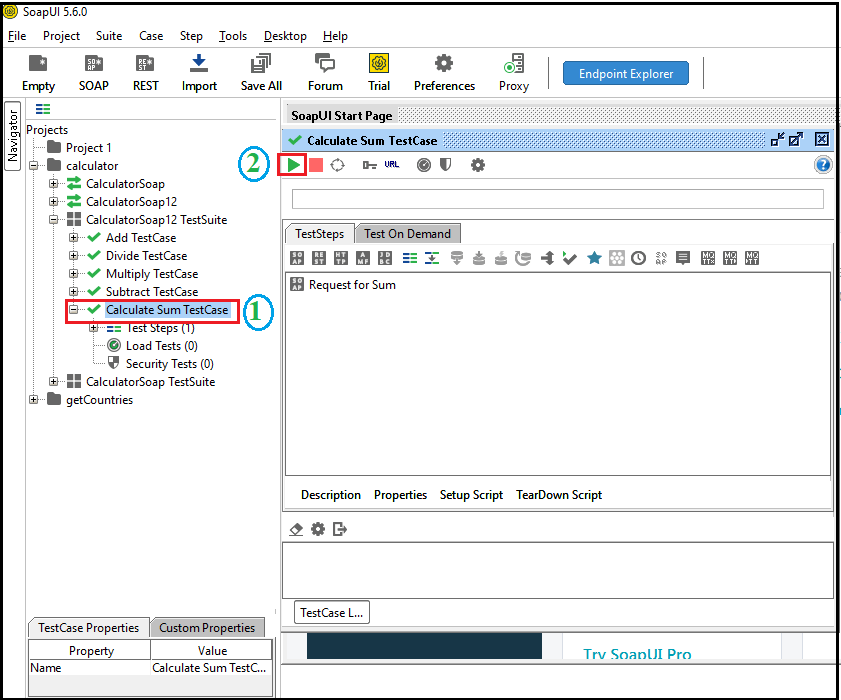 SoapUI 5.6.0
File Project Suite Case Step Tools Desktop Help
Empty SOAP REST Import Save All Forum Trial Preferences Proxy Endpoint Explorer
Navigator
Projects
Project 1
calculator
CalculatorSoap
CalculatorSoap12
CalculatorSoap12 TestSuite
Add TestCase
Divide TestCase
Multiply TestCase
Subtract TestCase
Calculate Sum TestCase
1
Test Steps (1)
Load Tests (0)
Security Tests (0)
CalculatorSoap TestSuite
getCountries
TestCase Properties Custom Properties
Property Value
Name Calculate Sum TestC...
SoapUI Start Page
Calculate Sum TestCase
2
URL
TestSteps Test On Demand
Request for Sum
Description Properties Setup Script TearDown Script
TestCase L...
Try SoapUI Pro